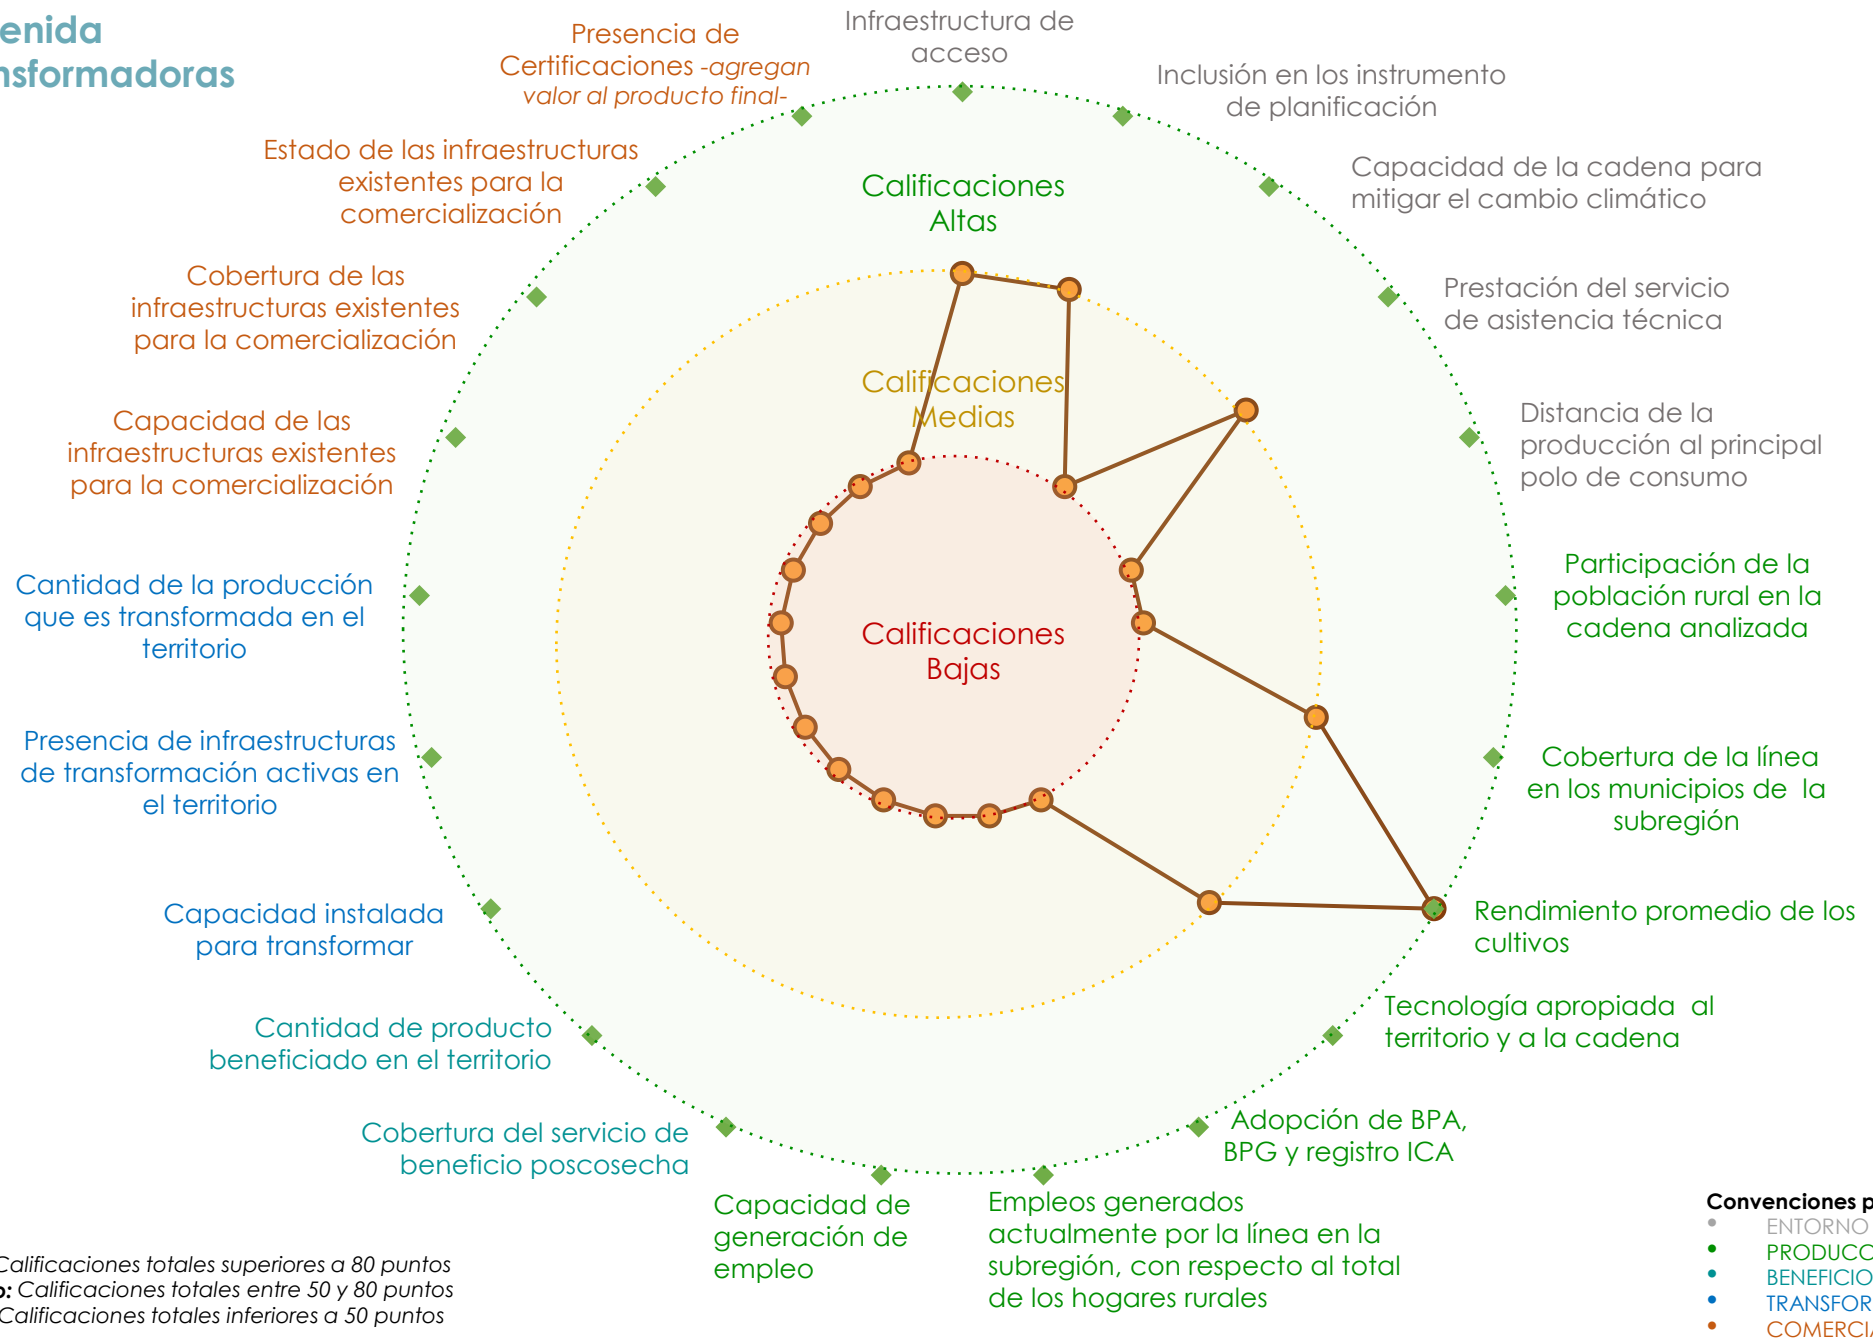 enida
nsformadoras
Infraestructura de
acceso
Presencia de
Certificaciones -agregan
valor al producto final-
Inclusión en los instrumento
de planificación
Estado de las infraestructuras
existentes para la
comercialización
Capacidad de la cadena para
mitigar el cambio climático
Calificaciones
Altas
Cobertura de las
infraestructuras existentes
para la comercialización
Prestación del servicio
de asistencia técnica
Calificaciones
Medias
Capacidad de las
infraestructuras existentes
para la comercialización
Distancia de la
producción al principal
polo de consumo
Cantidad de la producción
que es transformada en el
territorio
Participación de la
población rural en la
cadena analizada
Calificaciones
Bajas
Presencia de infraestructuras
de transformación activas en
el territorio
Cobertura de la línea
en los municipios de  la
subregión
Capacidad instalada
para transformar
Rendimiento promedio de los
cultivos
Cantidad de producto
beneficiado en el territorio
Tecnología apropiada  al
territorio y a la cadena
Cobertura del servicio de
beneficio poscosecha
Adopción de BPA,
BPG y registro ICA
Capacidad de
generación de
empleo
Empleos generados
actualmente por la línea en la
subregión, con respecto al total
de los hogares rurales
Calificaciones totales superiores a 80 puntos
o: Calificaciones totales entre 50 y 80 puntos
Calificaciones totales inferiores a 50 puntos
Convenciones p
• ENTORNO
• PRODUCC
• BENEFICIO
• TRANSFOR
• COMERCIA